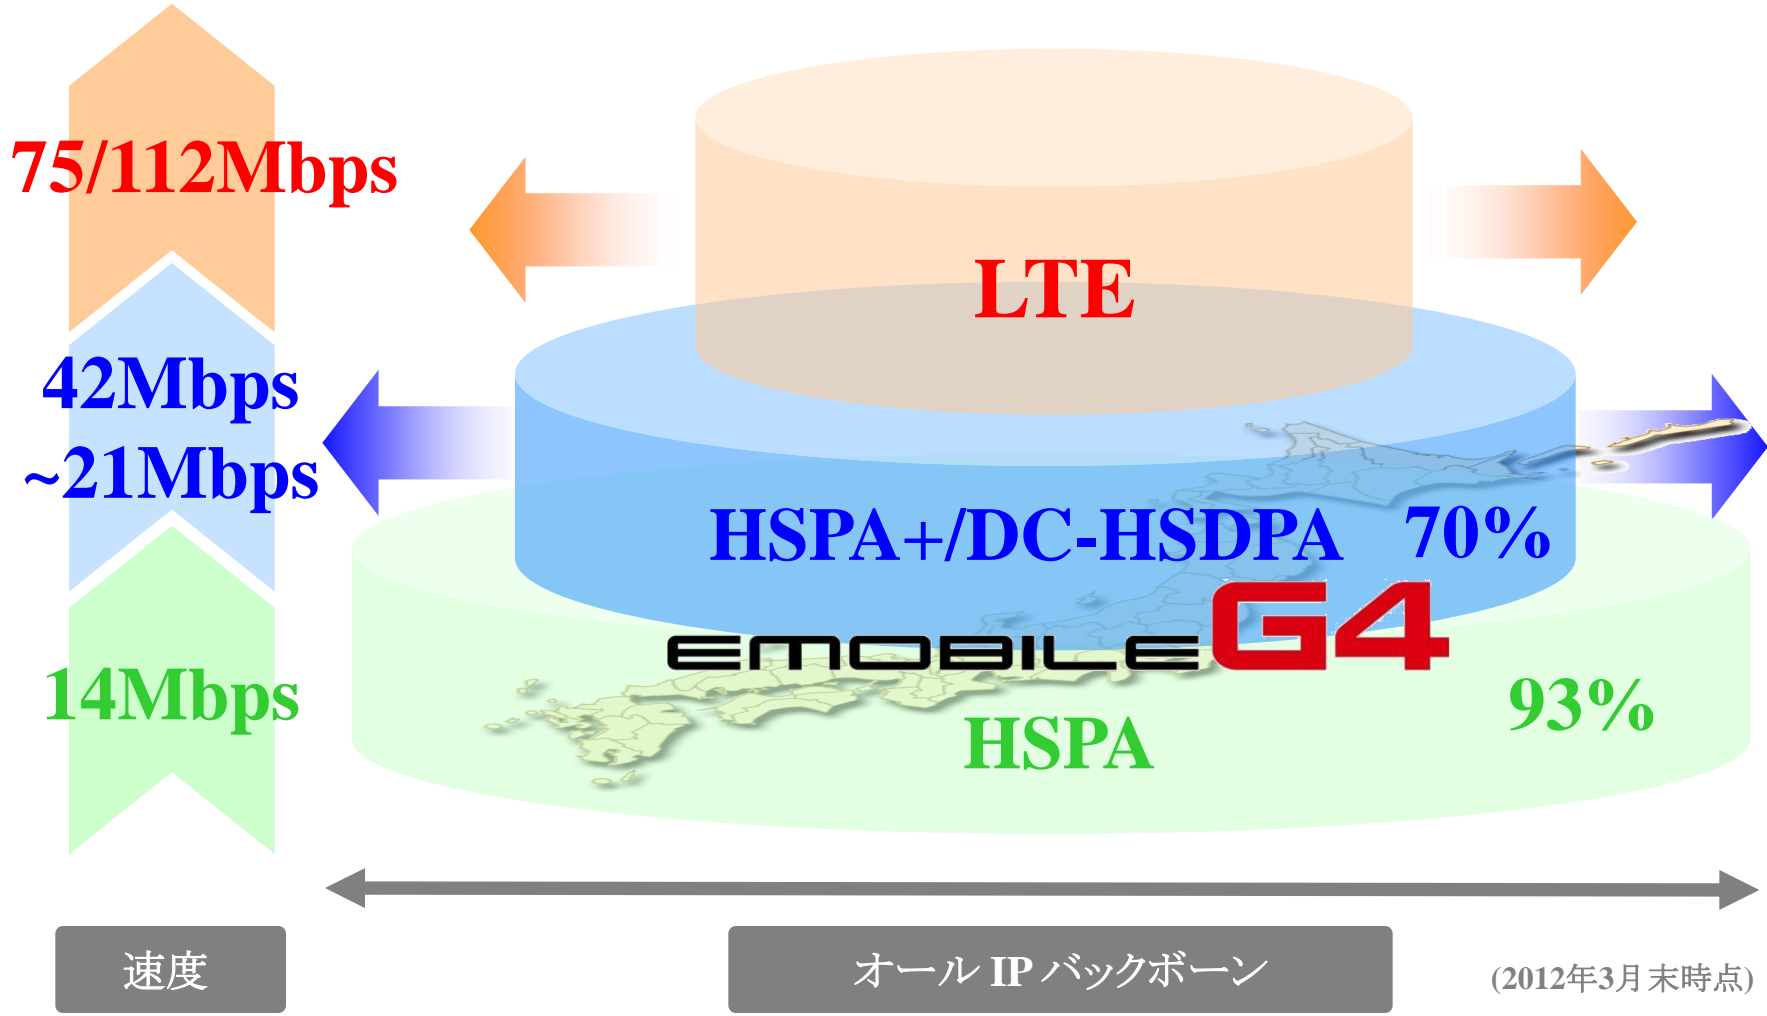 75/112Mbps
LTE
42Mbps
~21Mbps
HSPA+/DC-HSDPA 70%
EMOBILE G4
14Mbps
93%
HSPA
速度
オール IP バックボーン
(2012年3月末時点)